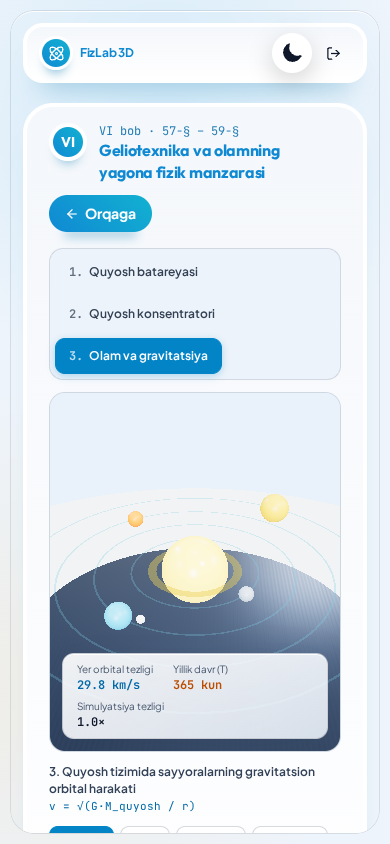 FizLab3D
VI
VI bob · 57-§ – 59-§
Geliotexnika va olamning
yagona fizik manzarasi
← Orqaga
1. Quyosh batareyasi
2. Quyosh konsentratori
3. Olam va gravitatsiya
Yer orbital tezligi
29.8 km/s
Yillik davr (T)
365 kun
Simulyatsiya tezligi
1.0×
3. Quyosh tizimida sayyoralarning gravitatsion
orbital harakati
v = √(G·M_quyosh / r)